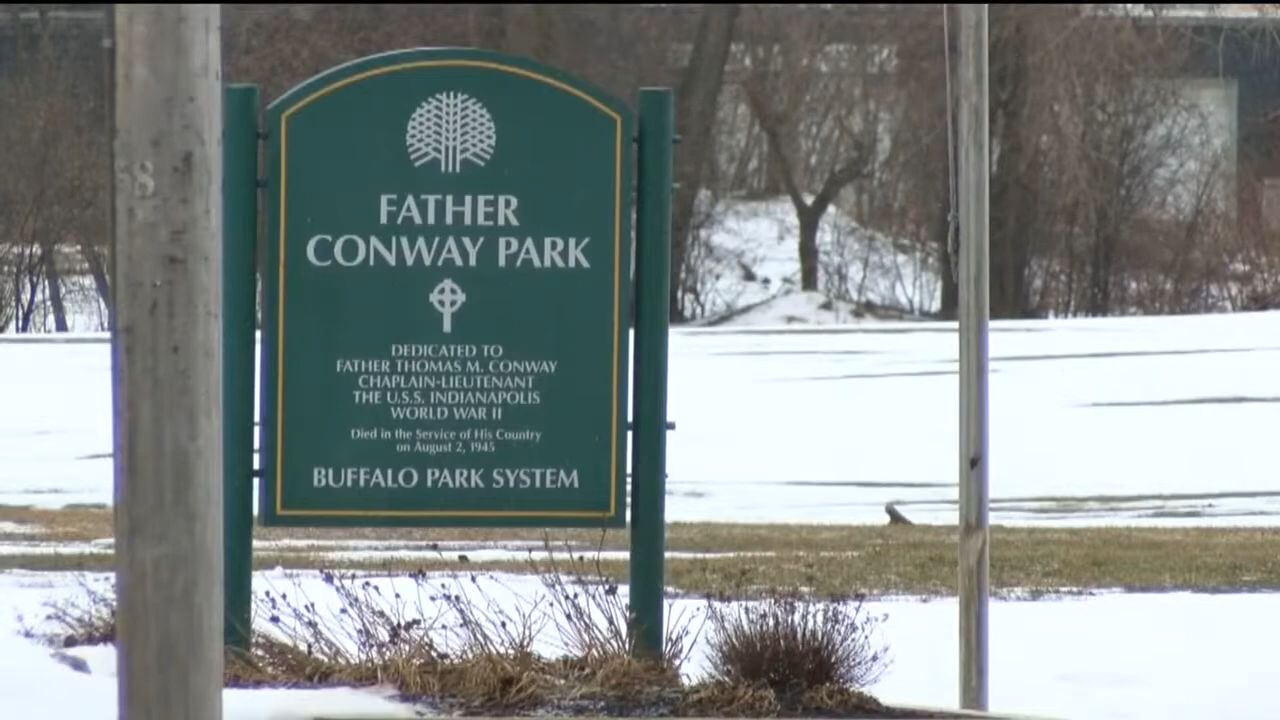 8
FATHER
CONWAY PARK
DEDICATED TO
FATHER THOMAS M. CONWAY
CHAPLAIN-LIEUTENANT
THE U.S.S. INDIANAPOLIS
WORLD WAR II
Died in the Service of His Country
on August 2, 1945
BUFFALO PARK SYSTEM